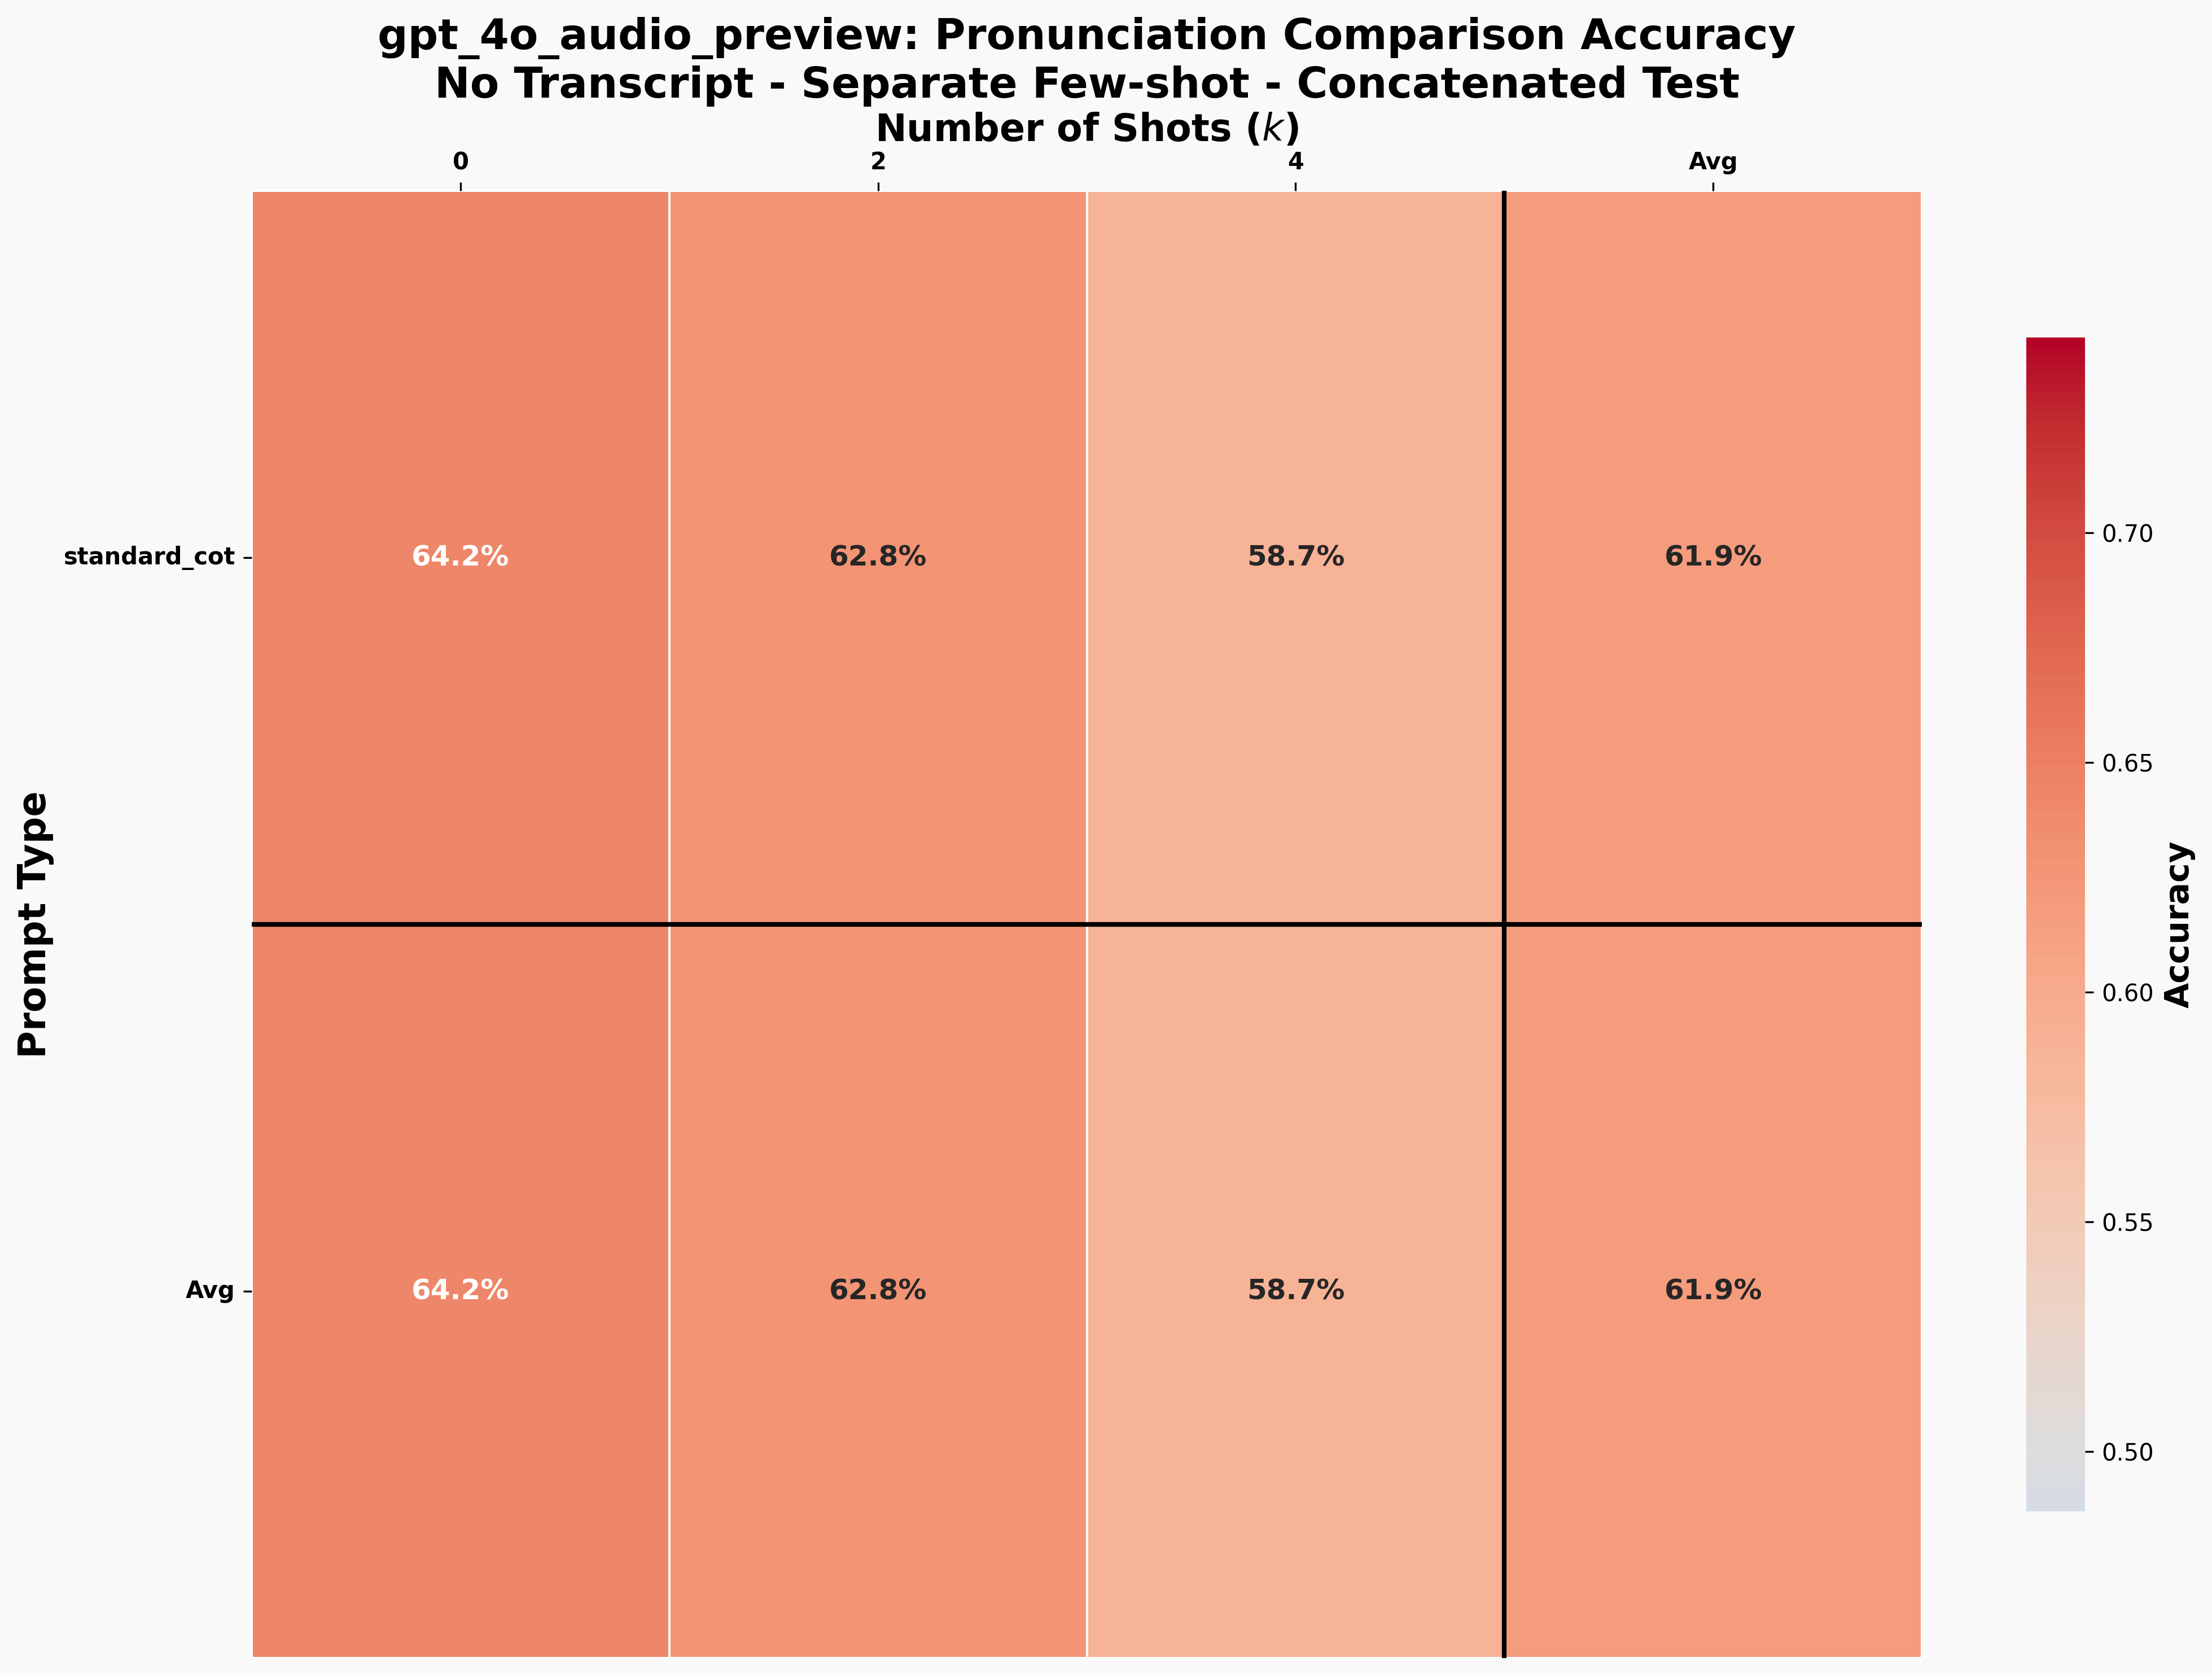 gpt_4o_audio_preview: Pronunciation Comparison Accuracy
No Transcript - Separate Few-shot - Concatenated Test
Number of Shots (k)
0 2 4 Avg
standard_cot 64.2% 62.8% 58.7% 61.9%
Avg 64.2% 62.8% 58.7% 61.9%
Prompt Type
0.70
0.65
0.60
0.55
0.50
Accuracy